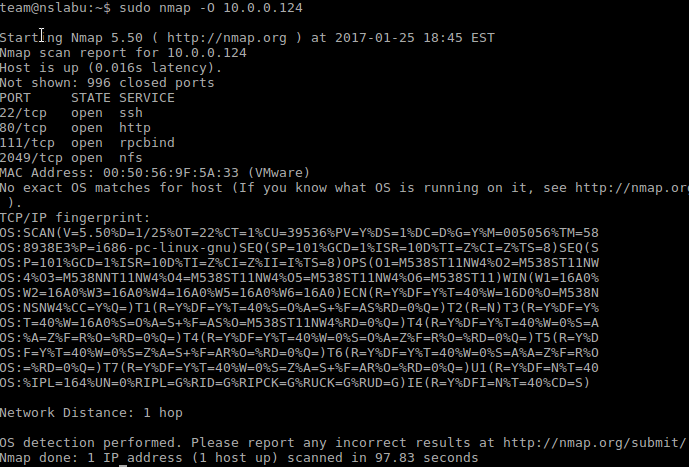 team@nslabu:~$ sudo nmap -O 10.0.0.124
Starting Nmap 5.50 ( http://nmap.org ) at 2017-01-25 18:45 EST
Nmap scan report for 10.0.0.124
Host is up (0.016s latency).
Not shown: 996 closed ports
PORT     STATE SERVICE
22/tcp   open  ssh
80/tcp   open  http
111/tcp  open  rpcbind
2049/tcp open  nfs
MAC Address: 00:50:56:9F:5A:33 (VMware)
No exact OS matches for host (If you know what OS is running on it, see http://nmap.or
 ).
TCP/IP fingerprint:
OS:SCAN(V=5.50%D=1/25%OT=22%CT=1%CU=39536%PV=Y%DS=1%DC=D%G=Y%M=005056%TM=58
OS:8938E3%P=i686-pc-linux-gnu)SEQ(SP=101%GCD=1%ISR=10D%TI=Z%CI=Z%TS=8)SEQ(S
OS:P=101%GCD=1%ISR=10D%TI=Z%CI=Z%II=I%TS=8)OPS(O1=M538ST11NW4%O2=M538ST11NW
OS:4%O3=M538NNT11NW4%O4=M538ST11NW4%O5=M538ST11NW4%O6=M538ST11)WIN(W1=16A0%
OS:W2=16A0%W3=16A0%W4=16A0%W5=16A0%W6=16A0)ECN(R=Y%DF=Y%T=40%W=16D0%O=M538N
OS:NSNW4%CC=Y%Q=)T1(R=Y%DF=Y%T=40%S=O%A=S+%F=AS%RD=0%Q=)T2(R=N)T3(R=Y%DF=Y%
OS:T=40%W=16A0%S=O%A=S+%F=AS%O=M538ST11NW4%RD=0%Q=)T4(R=Y%DF=Y%T=40%W=0%S=A
OS:%A=Z%F=R%O=%RD=0%Q=)T4(R=Y%DF=Y%T=40%W=0%S=O%A=Z%F=R%O=%RD=0%Q=)T5(R=Y%D
OS:F=Y%T=40%W=0%S=Z%A=S+%F=AR%O=%RD=0%Q=)T6(R=Y%DF=Y%T=40%W=0%S=A%A=Z%F=R%O
OS:=%RD=0%Q=)T7(R=Y%DF=Y%T=40%W=0%S=Z%A=S+%F=AR%O=%RD=0%Q=)U1(R=Y%DF=N%T=40
OS:%IPL=164%UN=0%RIPL=G%RID=G%RIPCK=G%RUCK=G%RUD=G)IE(R=Y%DFI=N%T=40%CD=S)
Network Distance: 1 hop
OS detection performed. Please report any incorrect results at http://nmap.org/submit/
Nmap done: 1 IP address (1 host up) scanned in 97.83 seconds